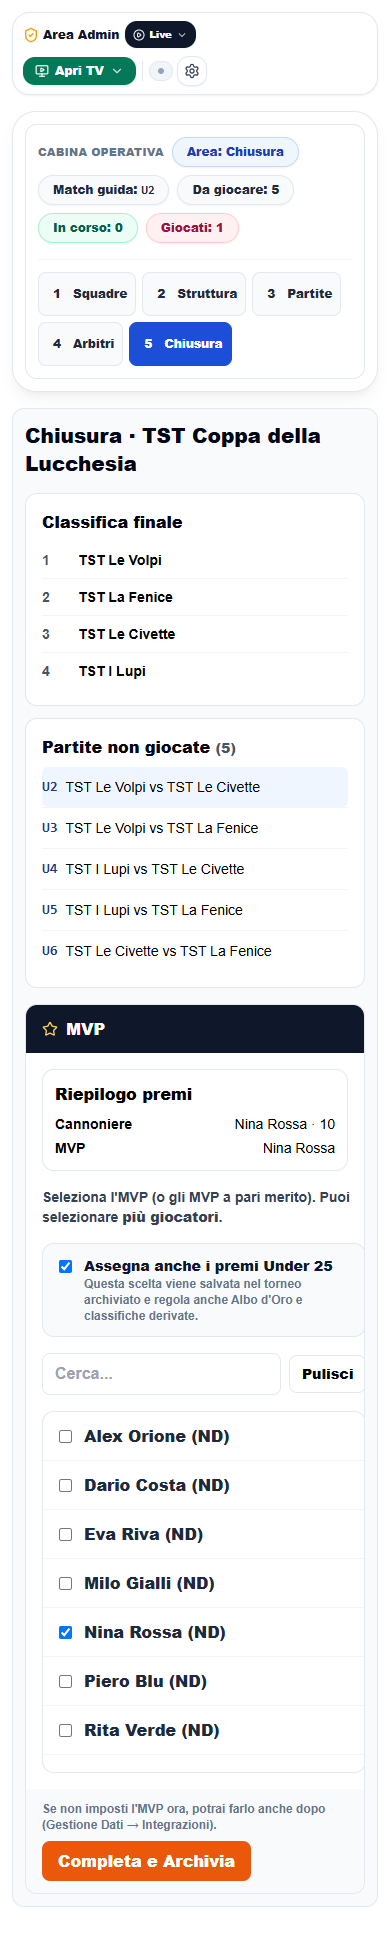 Area Admin
Live
Apri TV
CABINA OPERATIVA
Area: Chiusura
Match guida: U2
Da giocare: 5
In corso: 0
Giocati: 1
1 Squadre
2 Struttura
3 Partite
4 Arbitri
5 Chiusura
Chiusura · TST Coppa della
Lucchesia
Classifica finale
1 TST Le Volpi
2 TST La Fenice
3 TST Le Civette
4 TST I Lupi
Partite non giocate (5)
U2 TST Le Volpi vs TST Le Civette
U3 TST Le Volpi vs TST La Fenice
U4 TST I Lupi vs TST Le Civette
U5 TST I Lupi vs TST La Fenice
U6 TST Le Civette vs TST La Fenice
MVP
Riepilogo premi
Cannoniere Nina Rossa · 10
MVP Nina Rossa
Seleziona l'MVP (o gli MVP a pari merito). Puoi
selezionare più giocatori.
Assegna anche i premi Under 25
Questa scelta viene salvata nel torneo
archiviato e regola anche Albo d'Oro e
classifiche derivate.
Cerca...
Pulisci
Alex Orione (ND)
Dario Costa (ND)
Eva Riva (ND)
Milo Gialli (ND)
Nina Rossa (ND)
Piero Blu (ND)
Rita Verde (ND)
Se non imposti l'MVP ora, potrai farlo anche dopo
(Gestione Dati → Integrazioni).
Completa e Archivia